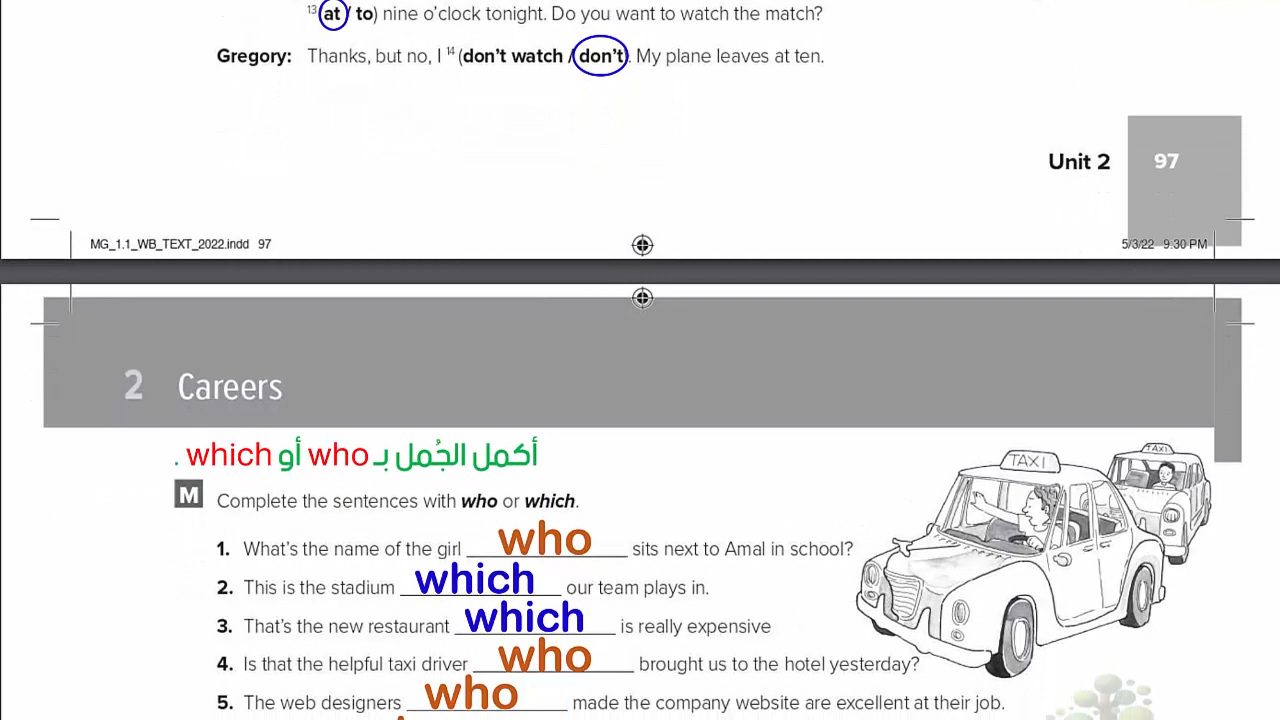 13 (at / to) nine o'clock tonight. Do you want to watch the match?
Gregory: Thanks, but no, I 14 (don't watch / don't). My plane leaves at ten.
Unit 2 97
MG_1.1_WB_TEXT_2022.indd 97 5/3/22 9:30 PM
2 Careers
أكمل الجُمل بـ who أو which .
M Complete the sentences with who or which.
TAXI
TAXI
1. What's the name of the girl who sits next to Amal in school?
2. This is the stadium which our team plays in.
3. That's the new restaurant which is really expensive
4. Is that the helpful taxi driver who brought us to the hotel yesterday?
5. The web designers who made the company website are excellent at their job.